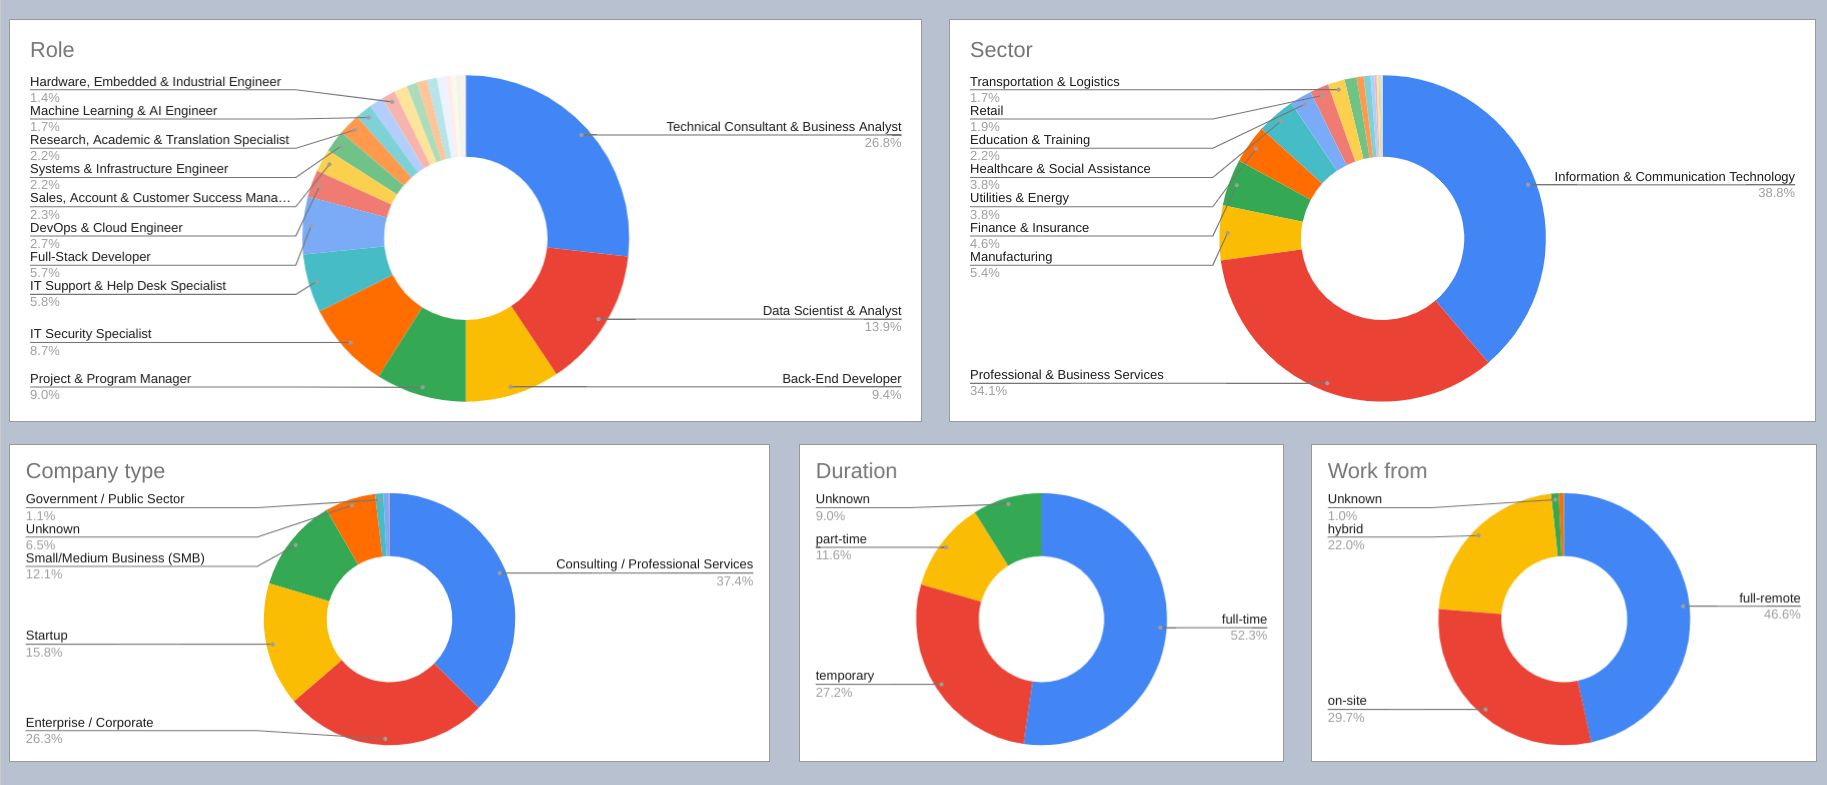 Role
Hardware, Embedded & Industrial Engineer
1.4%
Machine Learning & AI Engineer
1.7%
Research, Academic & Translation Specialist
2.2%
Systems & Infrastructure Engineer
2.2%
Sales, Account & Customer Success Mana…
2.3%
DevOps & Cloud Engineer
2.7%
Full-Stack Developer
5.7%
IT Support & Help Desk Specialist
5.8%
IT Security Specialist
8.7%
Project & Program Manager
9.0%
Technical Consultant & Business Analyst
26.8%
Data Scientist & Analyst
13.9%
Back-End Developer
9.4%
Sector
Transportation & Logistics
1.7%
Retail
1.9%
Education & Training
2.2%
Healthcare & Social Assistance
3.8%
Utilities & Energy
3.8%
Finance & Insurance
4.6%
Manufacturing
5.4%
Professional & Business Services
34.1%
Information & Communication Technology
38.8%
Company type
Government / Public Sector
1.1%
Unknown
6.5%
Small/Medium Business (SMB)
12.1%
Startup
15.8%
Enterprise / Corporate
26.3%
Consulting / Professional Services
37.4%
Duration
Unknown
9.0%
part-time
11.6%
temporary
27.2%
full-time
52.3%
Work from
Unknown
1.0%
hybrid
22.0%
on-site
29.7%
full-remote
46.6%